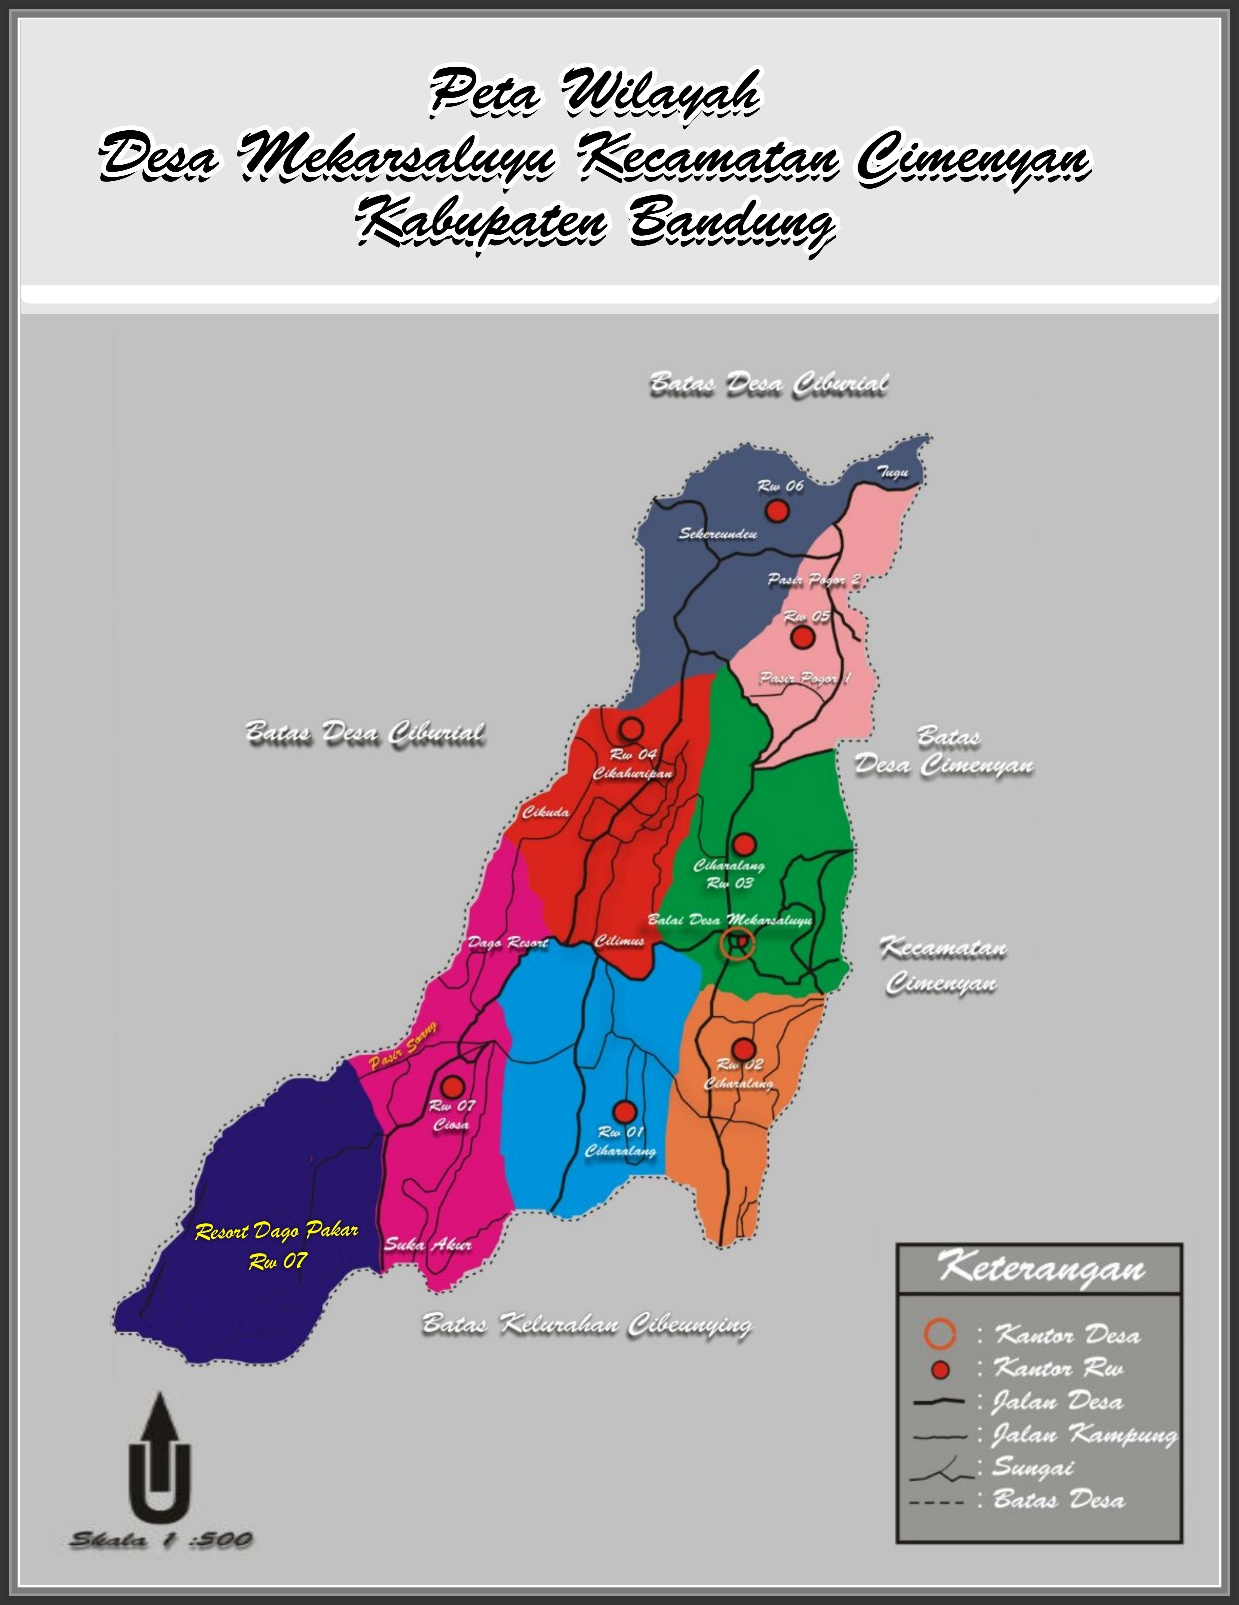 Peta Wilayah
Desa Mekarsaluyu Kecamatan Cimenyan
Kabupaten Bandung
Batas Desa Ciburial
Tugu
Rw 06
Sekereundeu
Pasir Pogor 2
Rw 05
Pasir Pogor 1
Batas Desa Ciburial
Batas
Desa Cimenyan
Rw 04
Cikahuripan
Cikuda
Ciharalang
Rw 03
Balai Desa Mekarsaluyu
Dago Resort
Cilimus
Kecamatan
Cimenyan
Pasir Soang
Rw 02
Ciharalang
Rw 07
Ciosa
Rw 01
Ciharalang
Resort Dago Pakar
Rw 07
Suka Akur
Batas Kelurahan Cibeunying
Keterangan
: Kantor Desa
: Kantor Rw
: Jalan Desa
: Jalan Kampung
: Sungai
: Batas Desa
U
Skala 1 :500